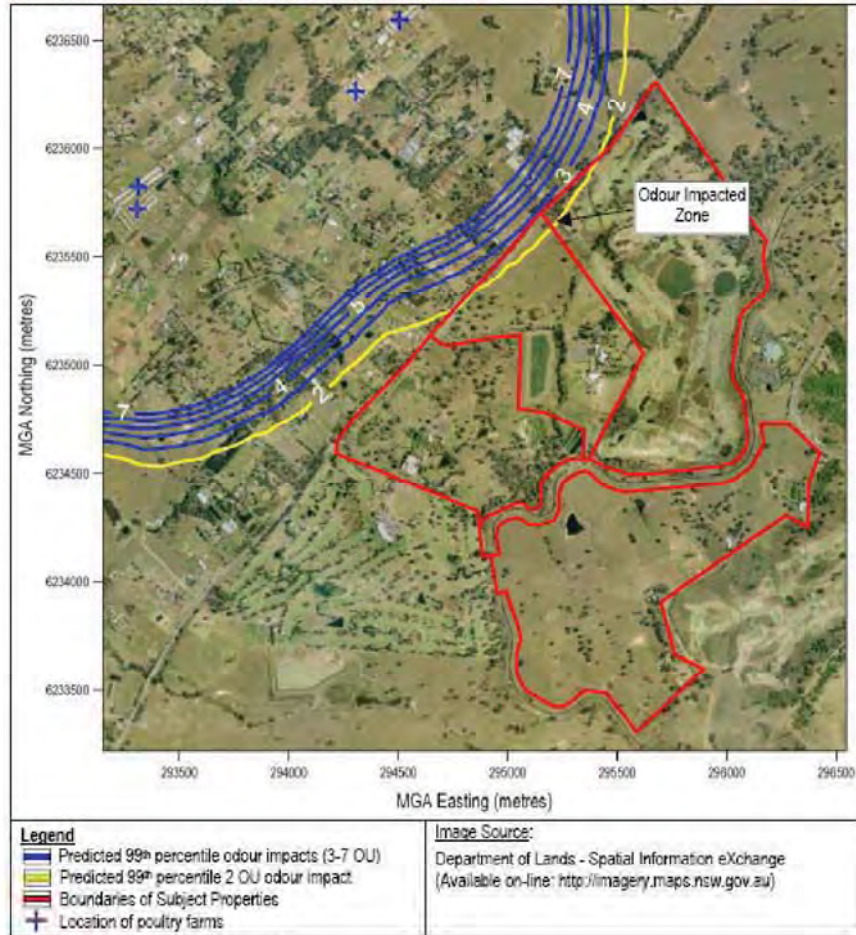 6236500
6236000
6235500
6235000
6234500
6234000
6233500
MGA Northing (metres)
7
4
2
3
Odour Impacted
Zone
5
4
2
7
293500 294000 294500 295000 295500 296000 296500
MGA Easting (metres)
Legend
Predicted 99th percentile odour impacts (3-7 OU)
Predicted 99th percentile 2 OU odour impact
Boundaries of Subject Properties
Location of poultry farms
Image Source:
Department of Lands - Spatial Information eXchange
(Available on-line: http://imagery.maps.nsw.gov.au)